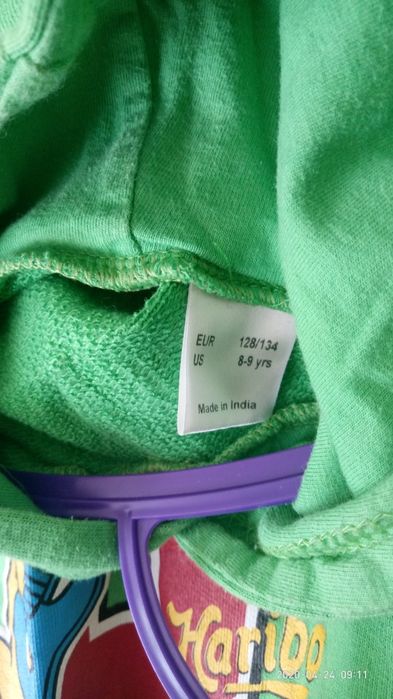 EUR 128/134
US 8-9 yrs
Made in India
Haribo
2020-04-24 09:11